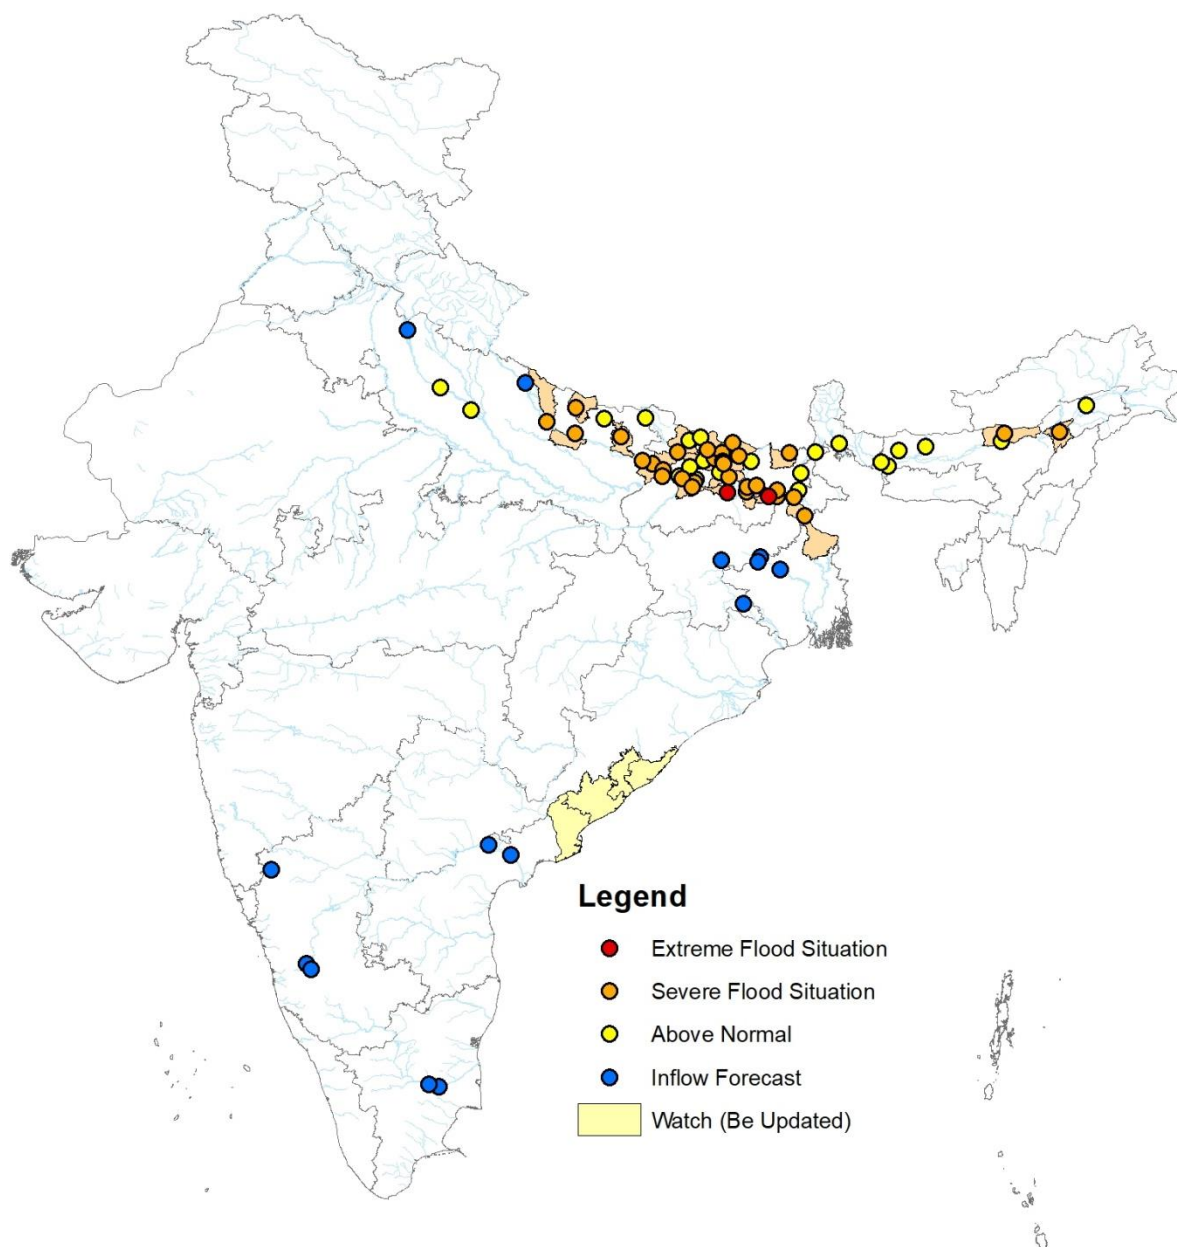 Legend
Extreme Flood Situation
Severe Flood Situation
Above Normal
Inflow Forecast
Watch (Be Updated)